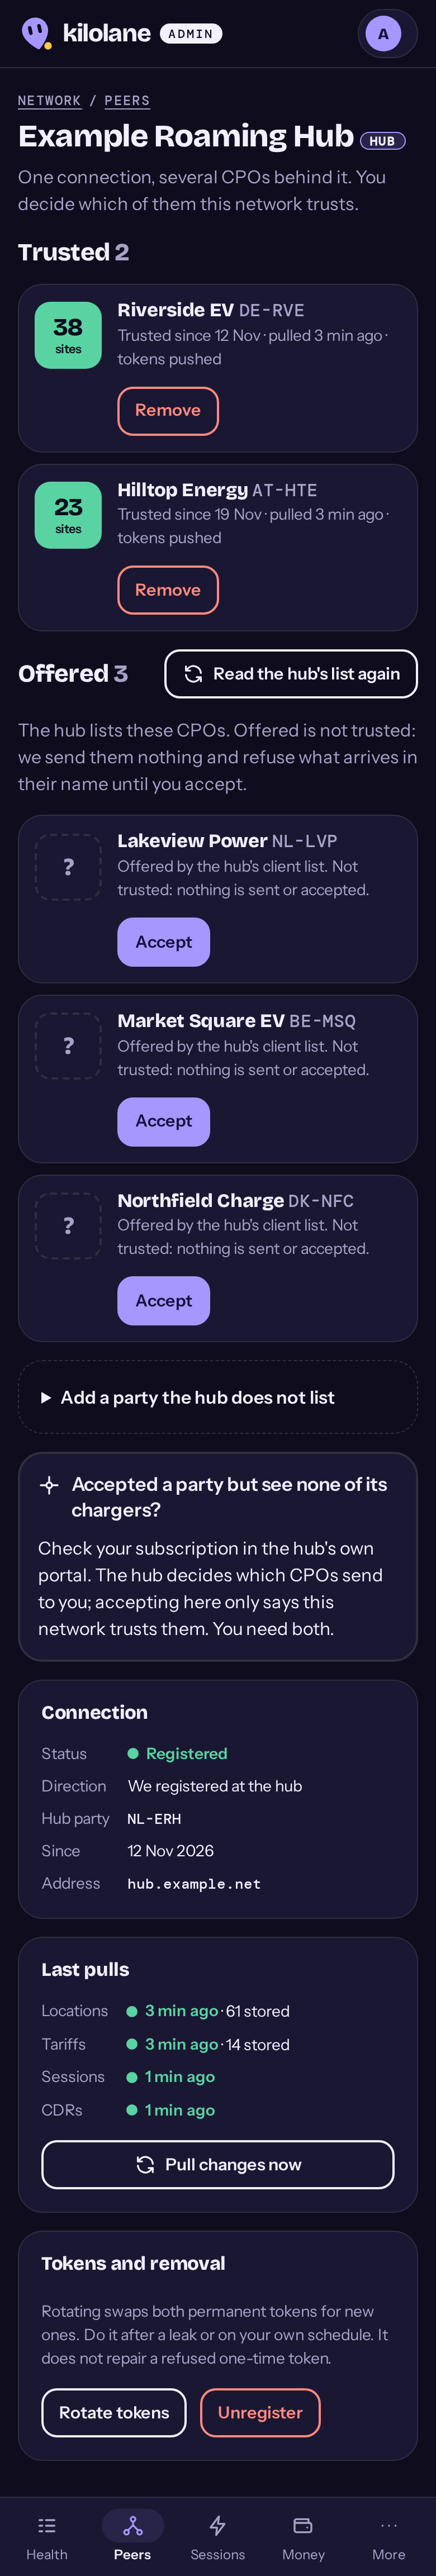 kilolane ADMIN
A
NETWORK / PEERS
Example Roaming Hub HUB
One connection, several CPOs behind it. You
decide which of them this network trusts.
Trusted 2
38
sites
Riverside EV DE-RVE
Trusted since 12 Nov · pulled 3 min ago ·
tokens pushed
Remove
23
sites
Hilltop Energy AT-HTE
Trusted since 19 Nov · pulled 3 min ago ·
tokens pushed
Remove
Offered 3
Read the hub's list again
The hub lists these CPOs. Offered is not trusted:
we send them nothing and refuse what arrives in
their name until you accept.
?
Lakeview Power NL-LVP
Offered by the hub's client list. Not
trusted: nothing is sent or accepted.
Accept
?
Market Square EV BE-MSQ
Offered by the hub's client list. Not
trusted: nothing is sent or accepted.
Accept
?
Northfield Charge DK-NFC
Offered by the hub's client list. Not
trusted: nothing is sent or accepted.
Accept
Add a party the hub does not list
Accepted a party but see none of its
chargers?
Check your subscription in the hub's own
portal. The hub decides which CPOs send
to you; accepting here only says this
network trusts them. You need both.
Connection
Status Registered
Direction We registered at the hub
Hub party NL-ERH
Since 12 Nov 2026
Address hub.example.net
Last pulls
Locations 3 min ago · 61 stored
Tariffs 3 min ago · 14 stored
Sessions 1 min ago
CDRs 1 min ago
Pull changes now
Tokens and removal
Rotating swaps both permanent tokens for new
ones. Do it after a leak or on your own schedule. It
does not repair a refused one-time token.
Rotate tokens
Unregister
Health Peers Sessions Money More